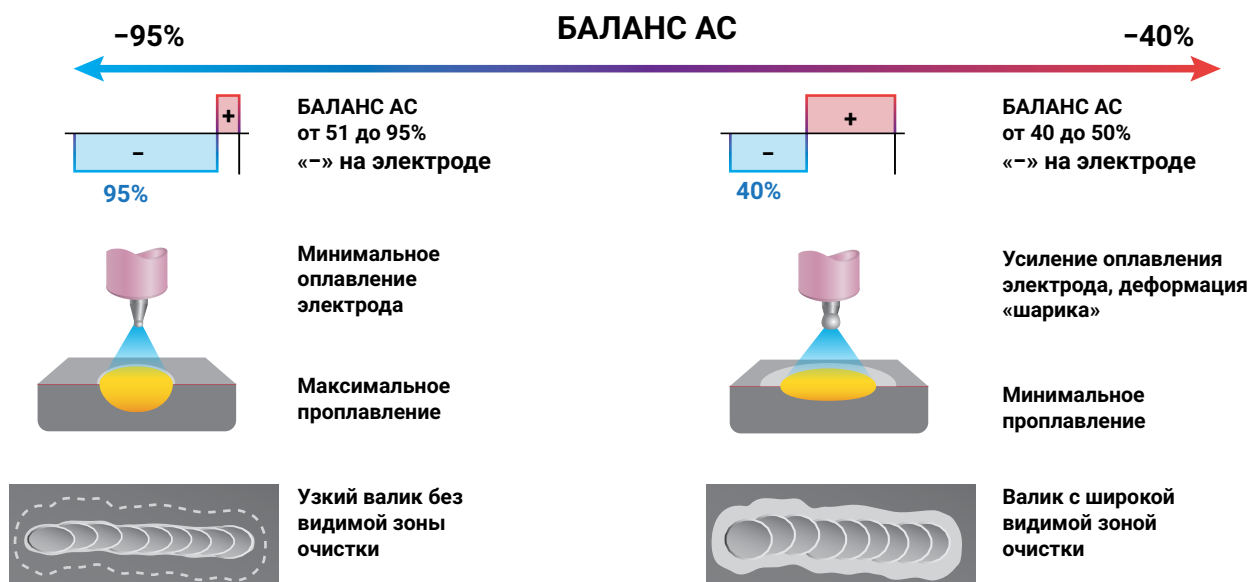 БАЛАНС АС
−95%
−40%
+
−
95%
БАЛАНС АС
от 51 до 95%
«−» на электроде
+
−
40%
БАЛАНС АС
от 40 до 50%
«−» на электроде
Минимальное
оплавление
электрода
Усиление оплавления
электрода, деформация
«шарика»
Максимальное
проплавление
Минимальное
проплавление
Узкий валик без
видимой зоны
очистки
Валик с широкой
видимой зоной
очистки